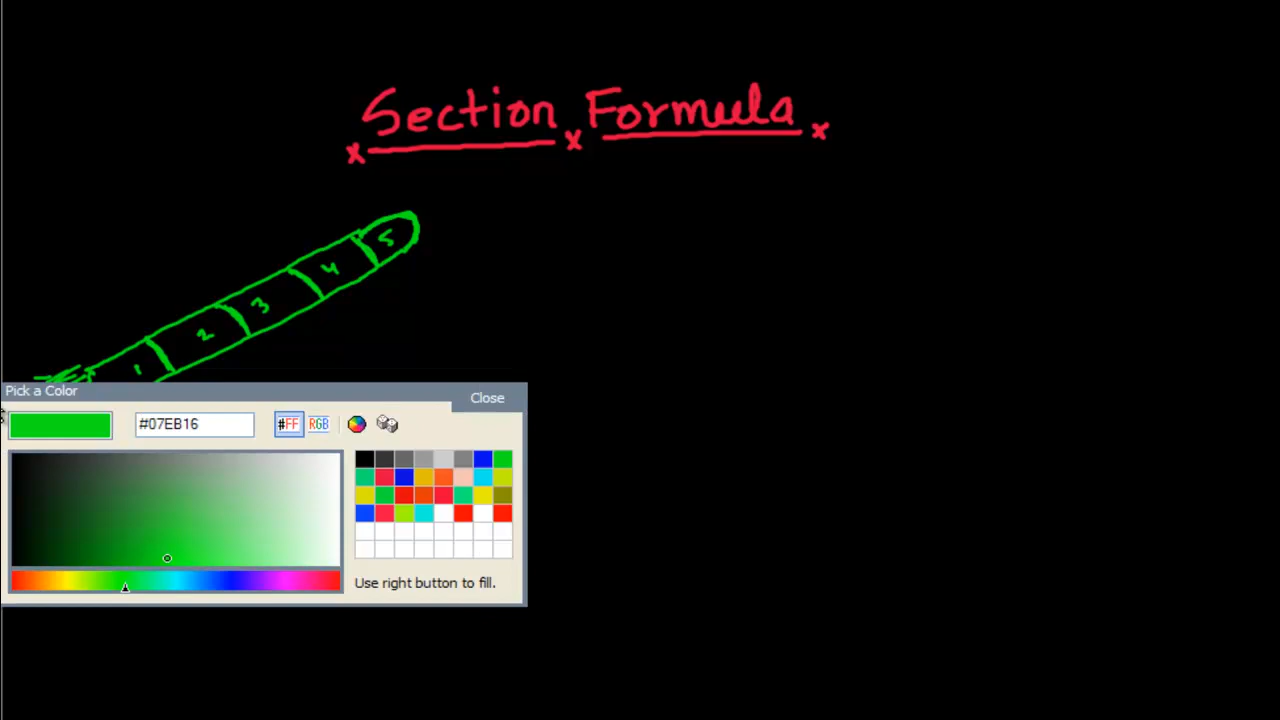 Section Formula
5
4
3
2
1
Pick a Color
Close
#07EB16
#FF RGB
Use right button to fill.